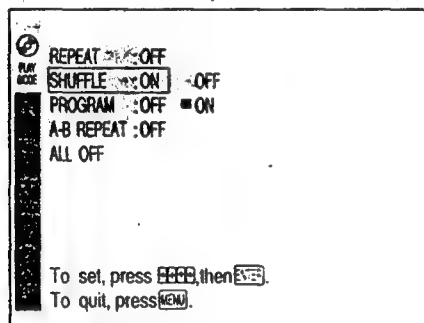 PLAY
MODE
REPEAT :OFF
SHUFFLE :ON OFF
PROGRAM :OFF ■ ON
A-B REPEAT :OFF
ALL OFF
To set, press , then .
To quit, press MENU.